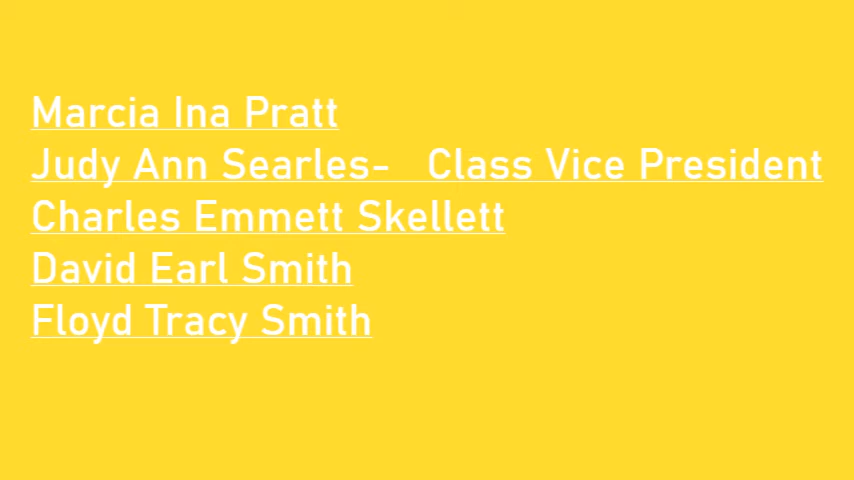 Marcia Ina Pratt
Judy Ann Searles- Class Vice President
Charles Emmett Skellett
David Earl Smith
Floyd Tracy Smith